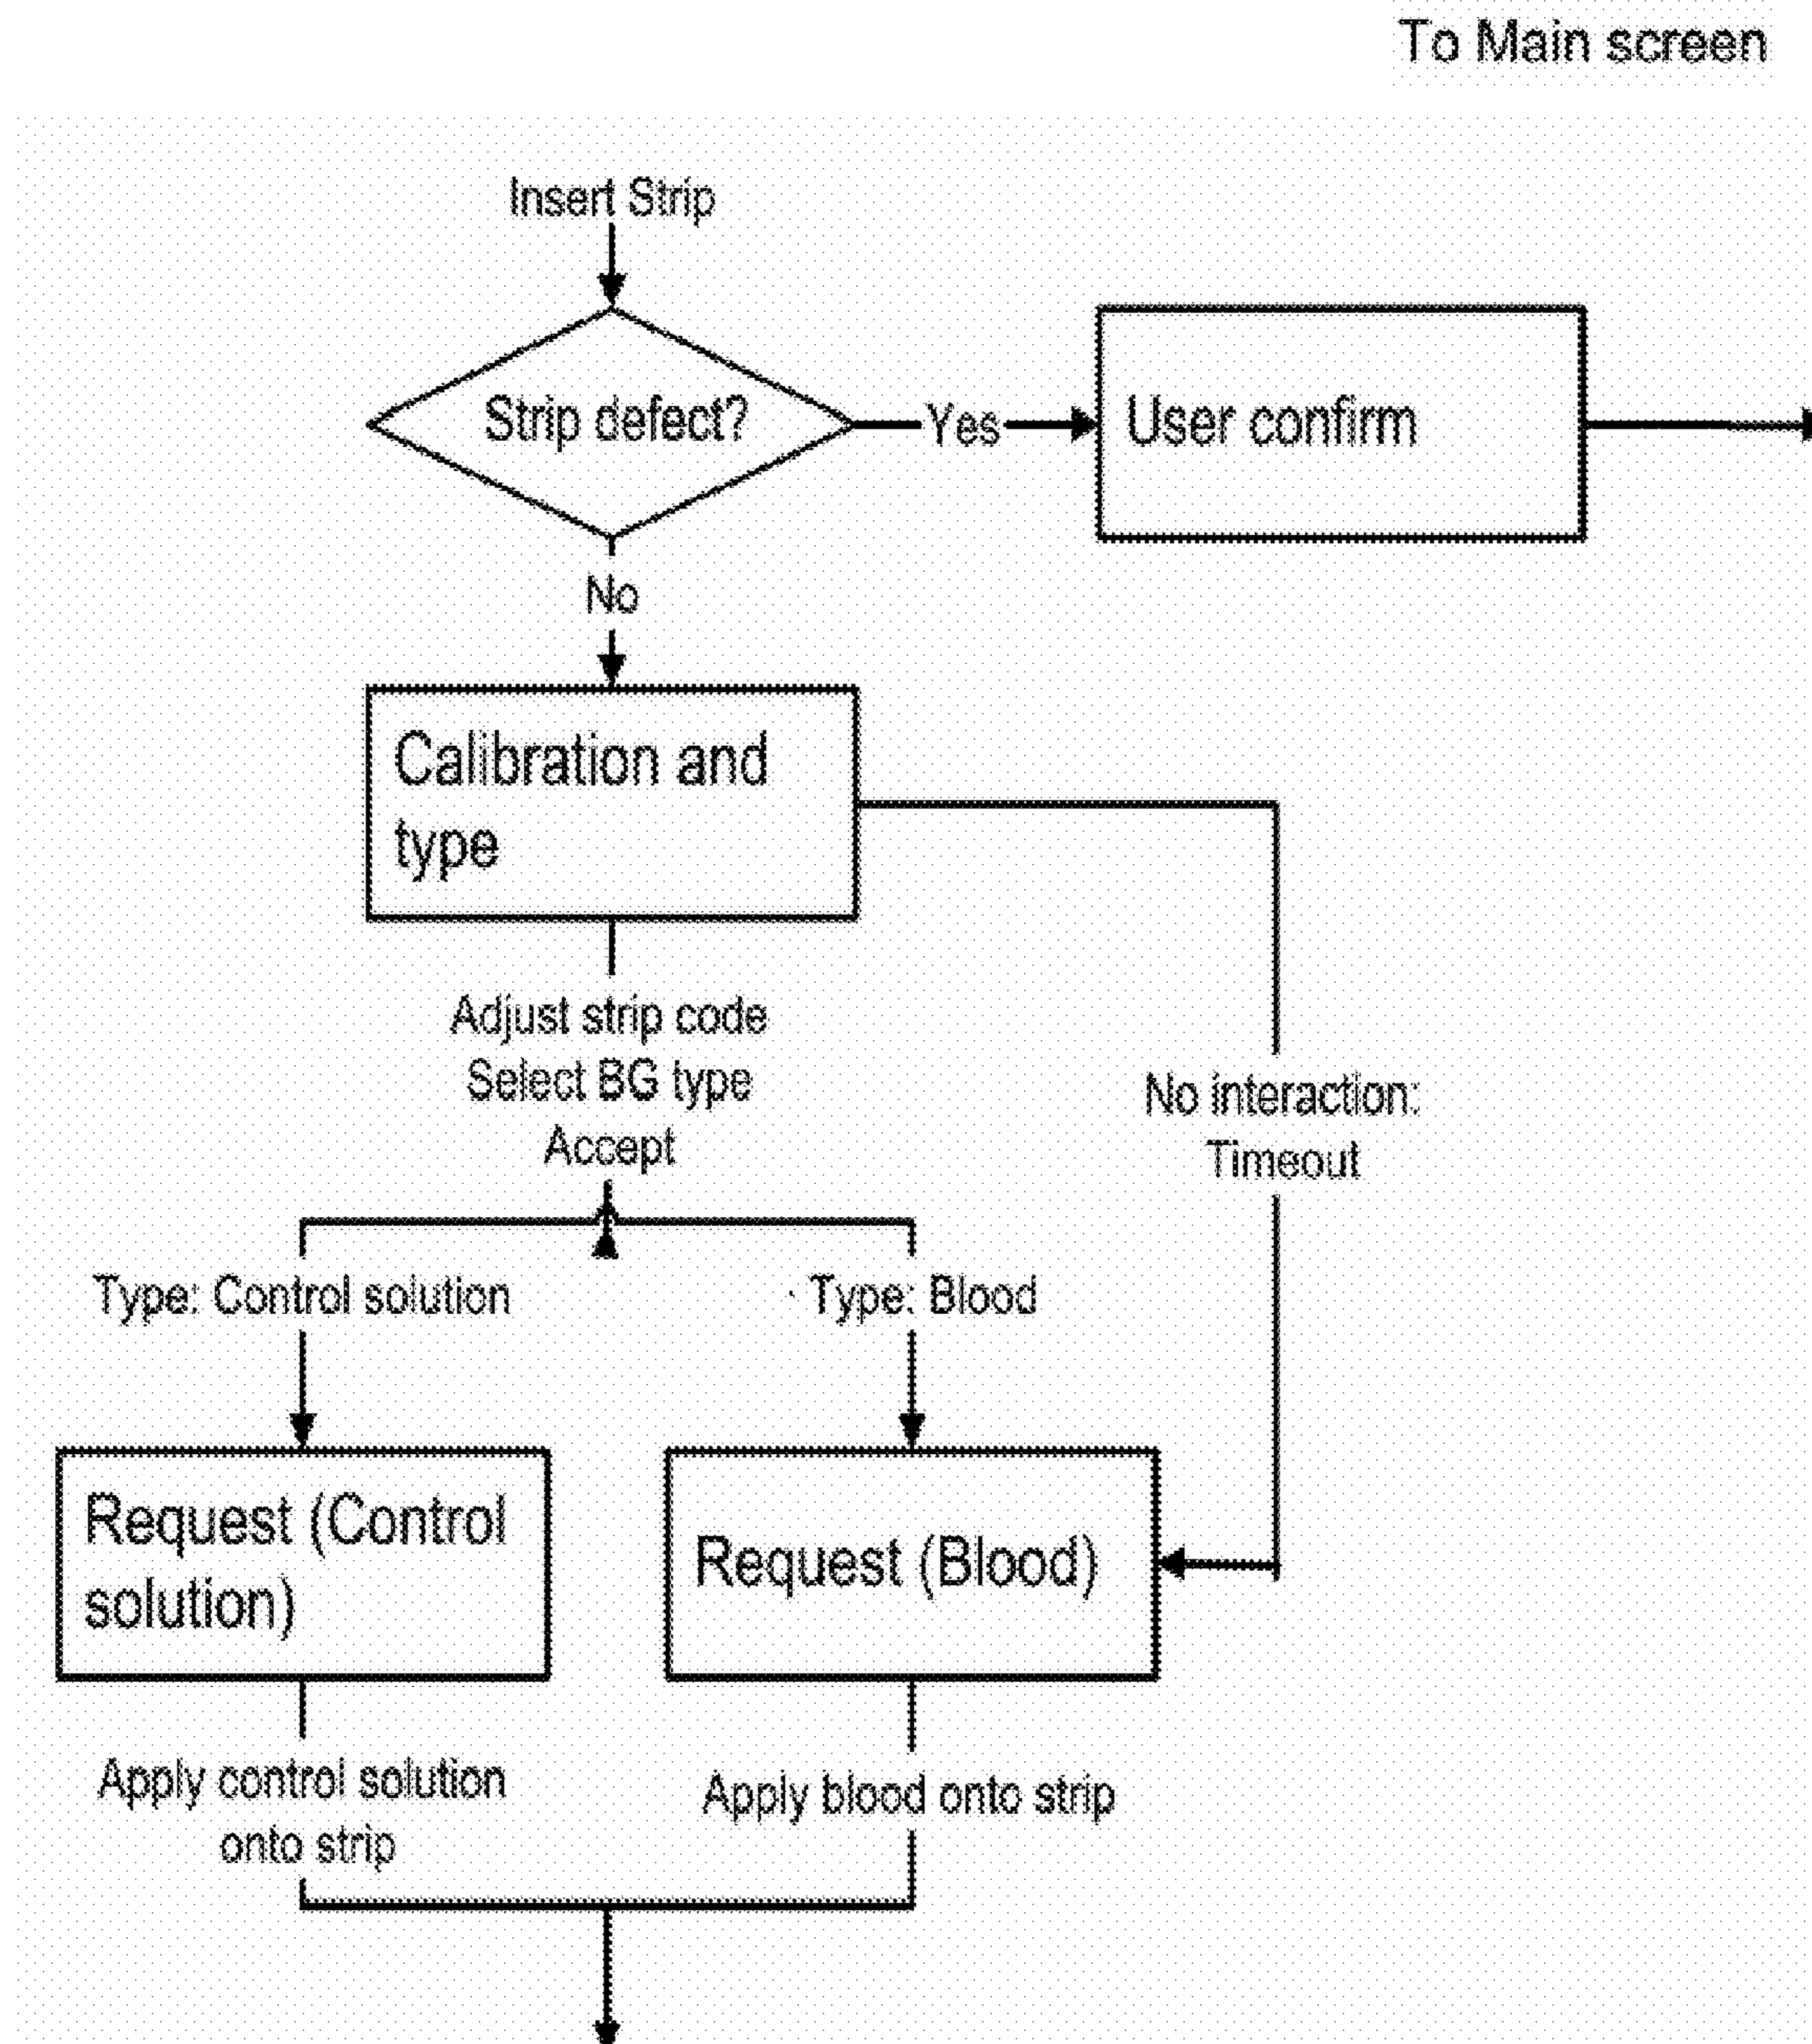 To Main screen
Insert Strip
Strip defect?
Yes
User confirm
No
Calibration and
type
Adjust strip code
Select BG type
Accept
No interaction:
Timeout
Type: Control solution
Type: Blood
Request (Control
solution)
Request (Blood)
Apply control solution
onto strip
Apply blood onto strip